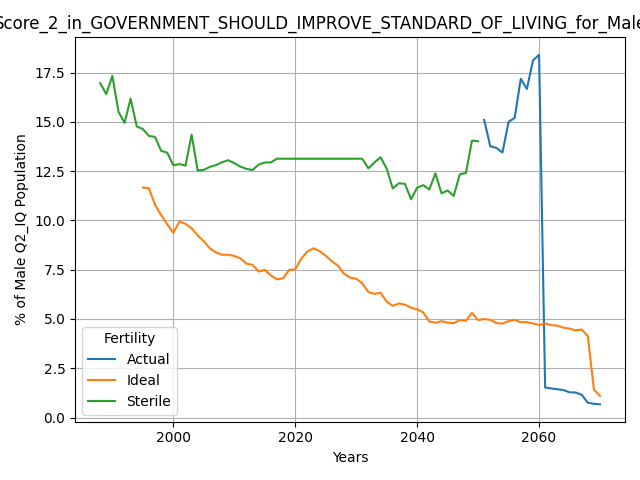 Score_2_in_GOVERNMENT_SHOULD_IMPROVE_STANDARD_OF_LIVING_for_Male
17.5
15.0
12.5
10.0
7.5
5.0
2.5
0.0
% of Male Q2_IQ Population
Fertility
Actual
Ideal
Sterile
2000 2020 2040 2060
Years